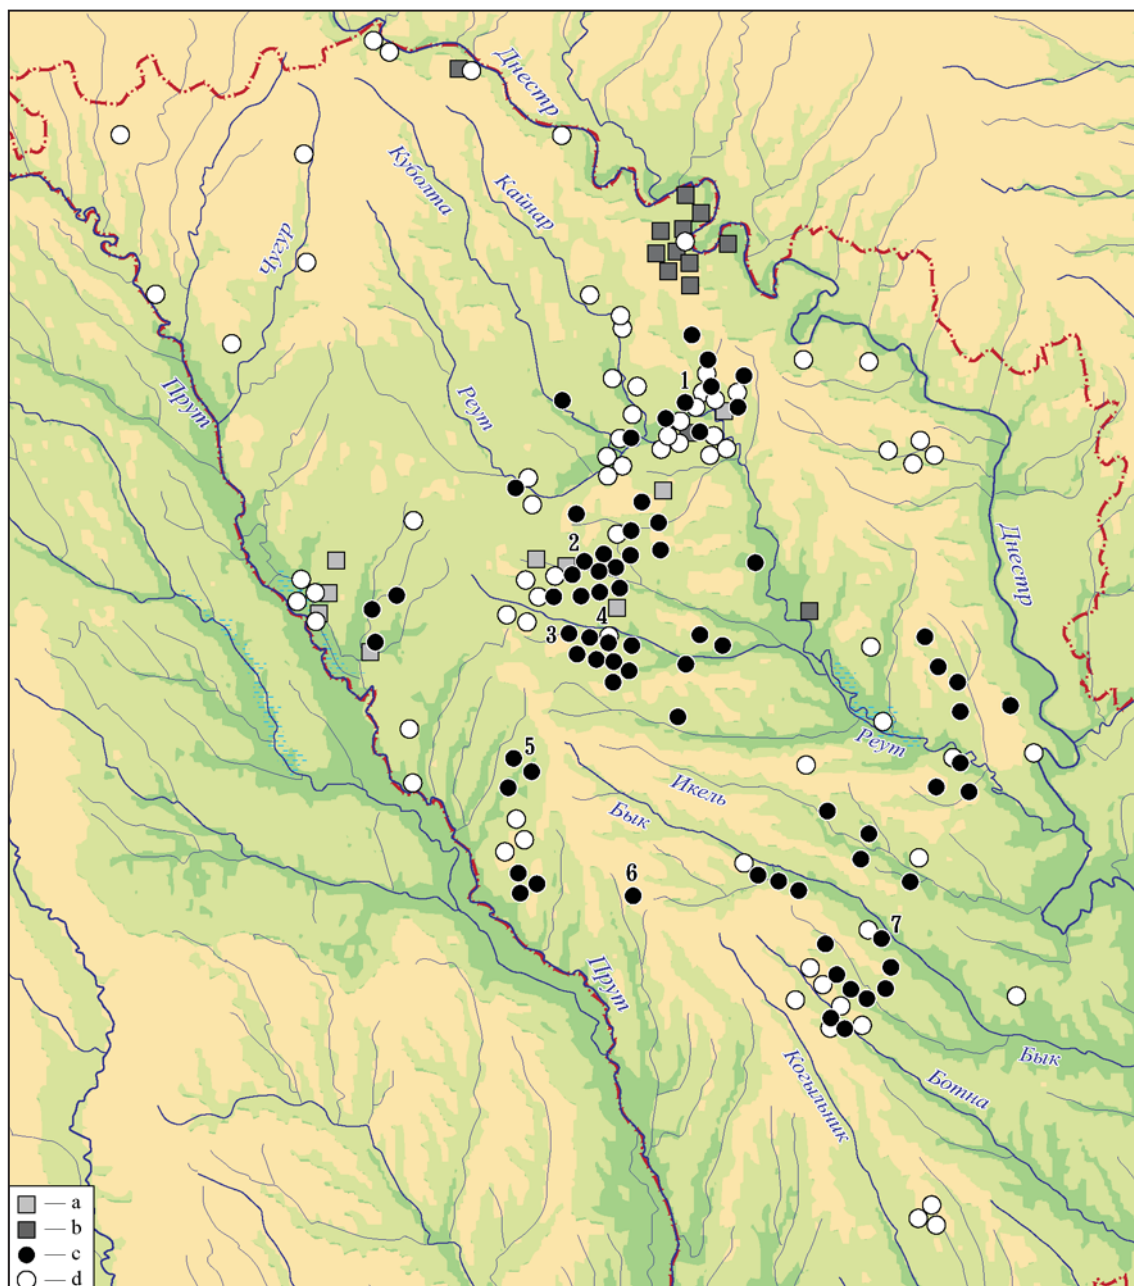 Днестр
Куболта
Кайнар
Чугур
Прут
Реут
1
2
Днестр
4
3
Реут
5
Икель
Бык
6
7
Прут
Бык
Ботна
Когыльник
— a
— b
— c
— d